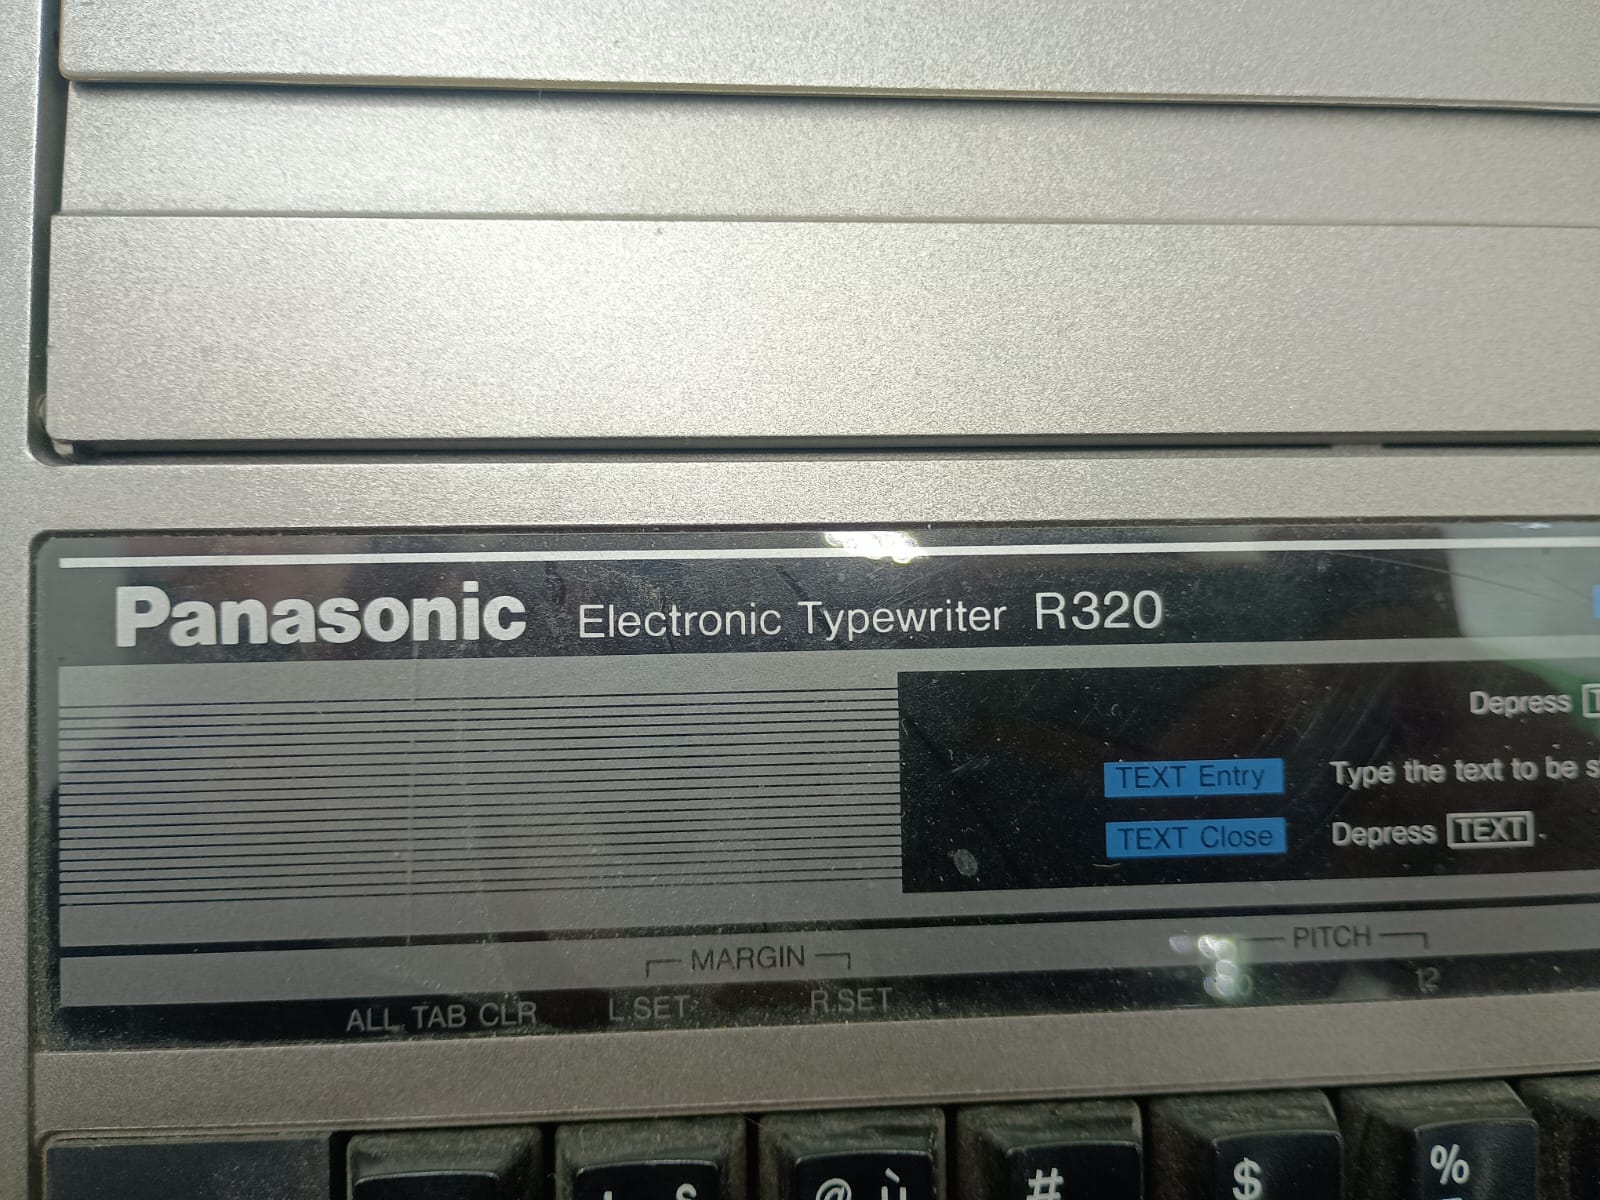 Panasonic Electronic Typewriter R320
Depress
TEXT Entry Type the text to be
TEXT Close Depress TEXT.
MARGIN PITCH
ALL TAB CLR L.SET R.SET 12
@ ù # $ %